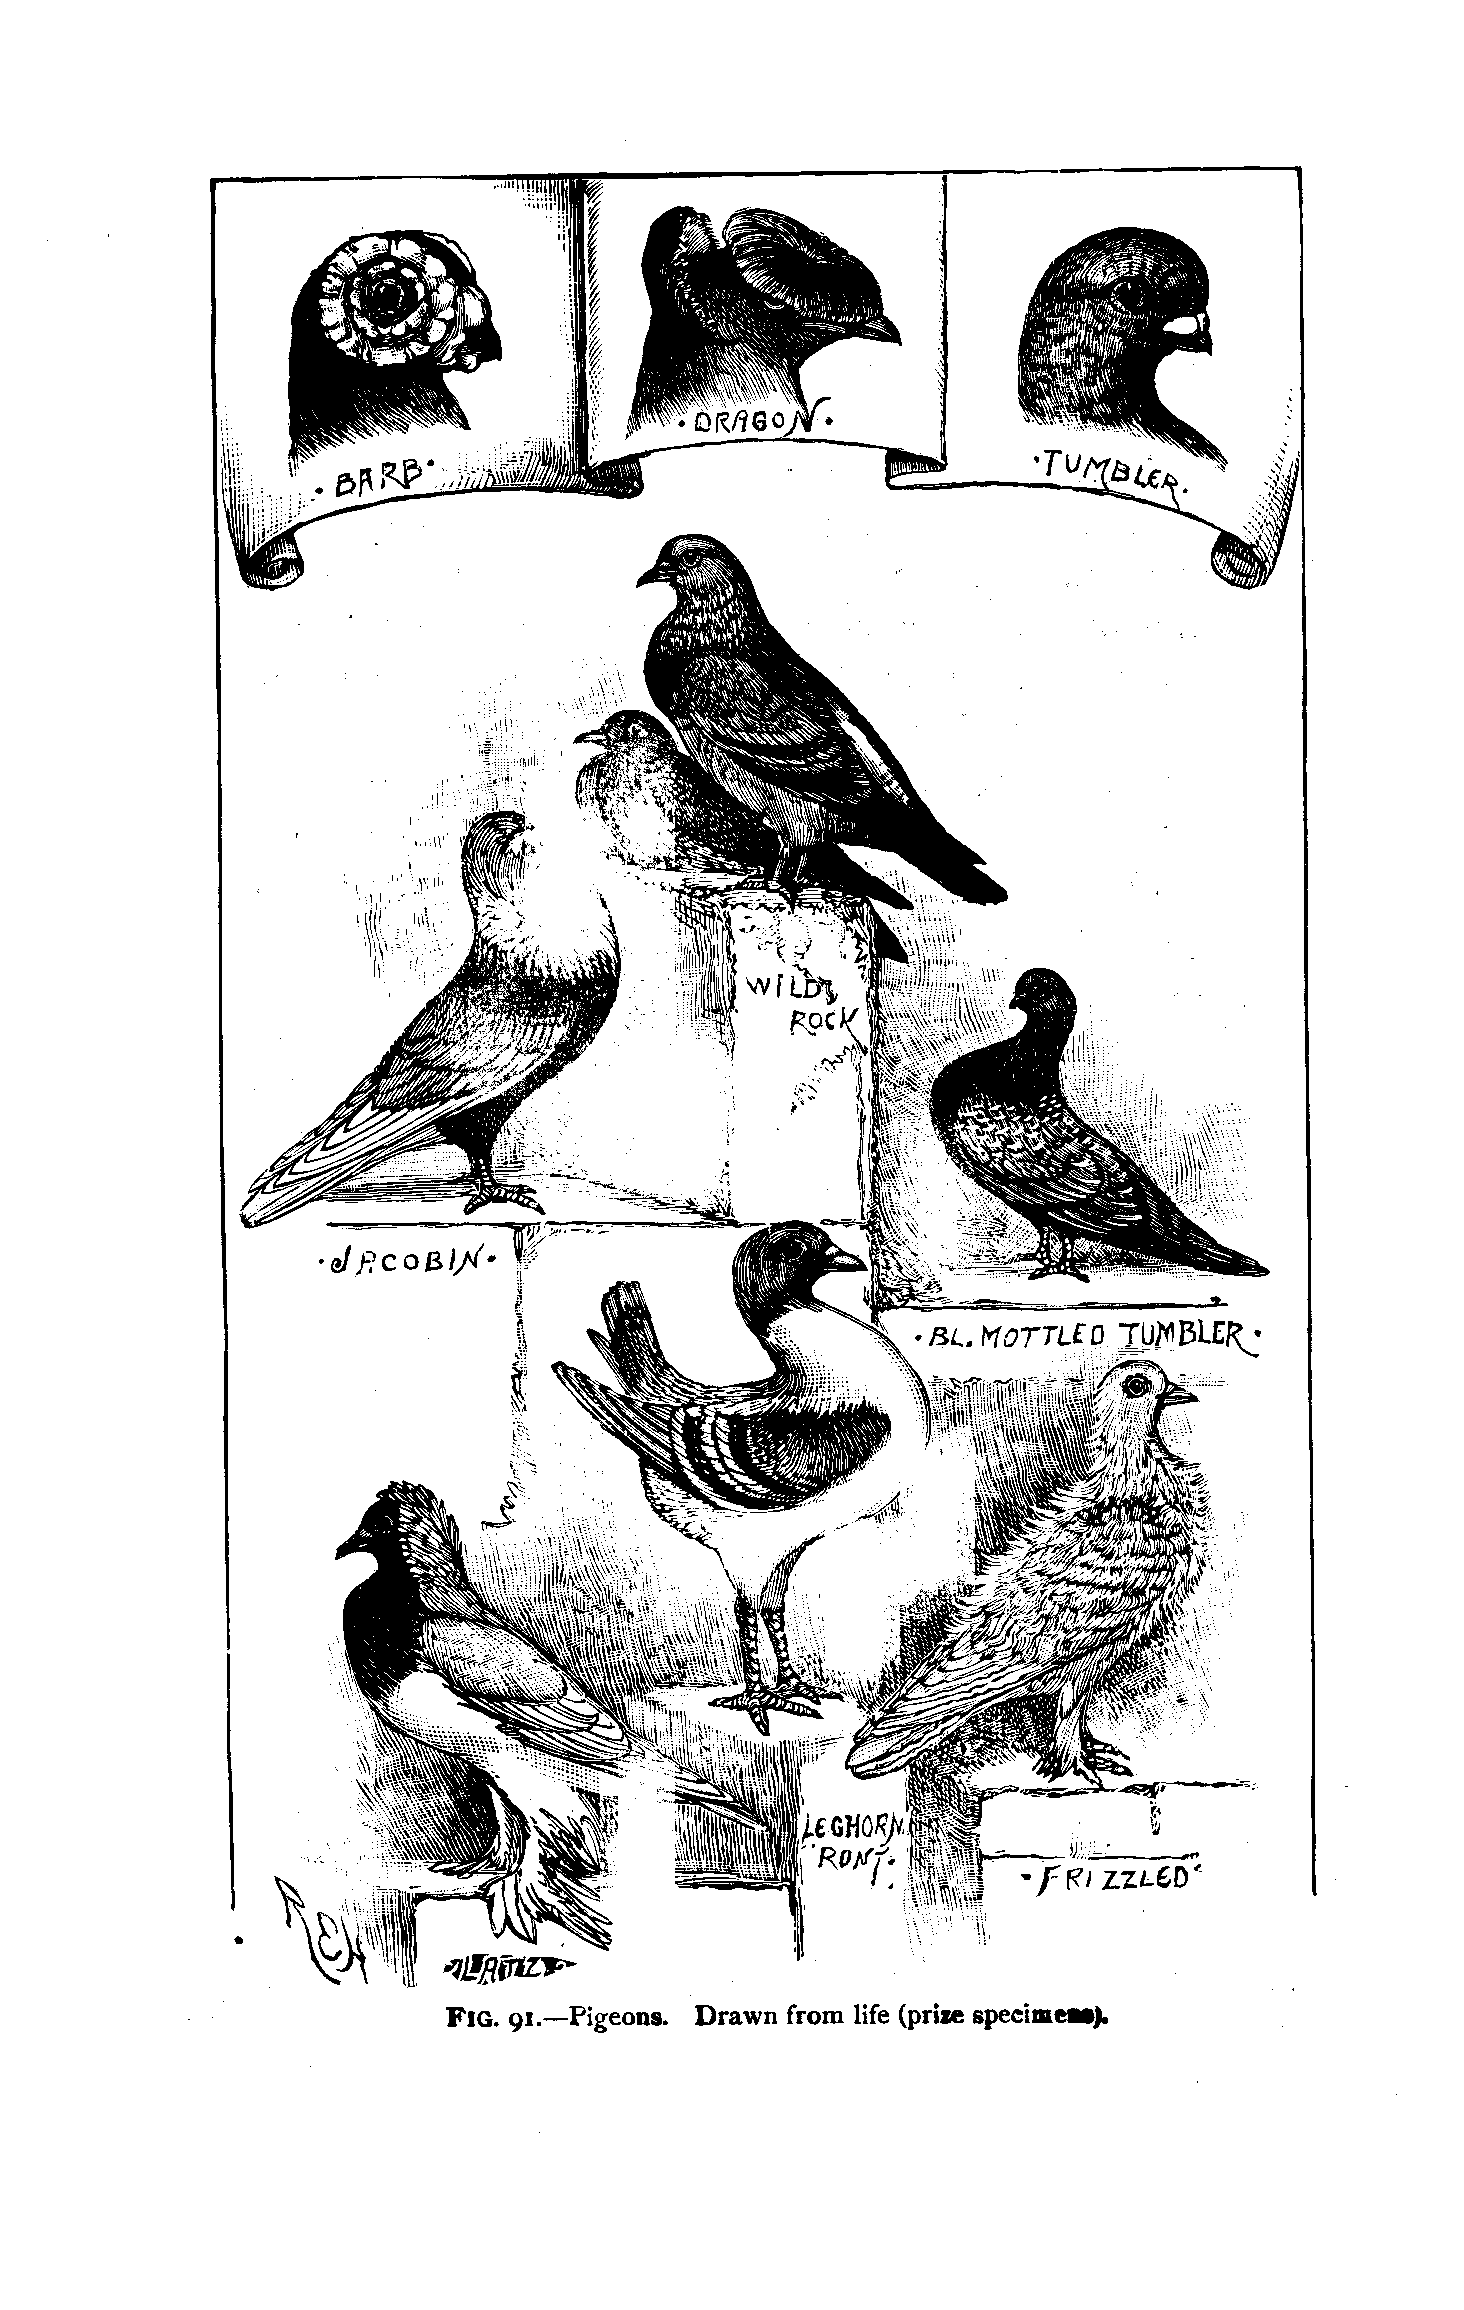 ·BARB·
·DRAGON·
·TUMBLER·
WILD
ROCK
·JACOBIN·
·BL. MOTTLED TUMBLER·
LEGHORN
RONT.
·FRIZZLED·
FIG. 91.—Pigeons. Drawn from life (prize specimens).